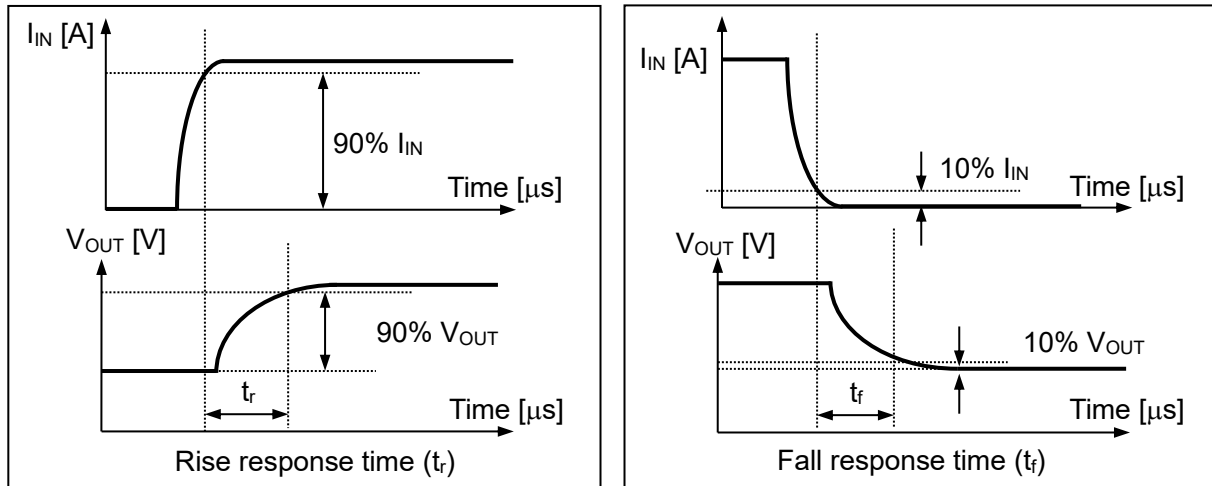 I_IN [A]
90% I_IN
Time [μs]
V_OUT [V]
90% V_OUT
t_r
Time [μs]
Rise response time (t_r)
I_IN [A]
10% I_IN
Time [μs]
V_OUT [V]
10% V_OUT
t_f
Time [μs]
Fall response time (t_f)